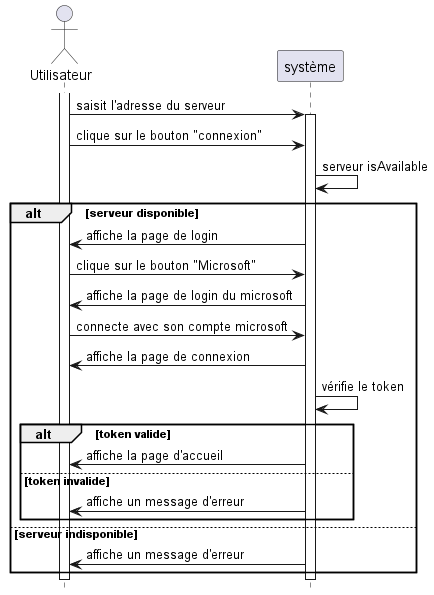 Utilisateur
système
saisit l'adresse du serveur
clique sur le bouton "connexion"
serveur isAvailable
alt [serveur disponible]
affiche la page de login
clique sur le bouton "Microsoft"
affiche la page de login du microsoft
connecte avec son compte microsoft
affiche la page de connexion
vérifie le token
alt [token valide]
affiche la page d'accueil
[token invalide]
affiche un message d'erreur
[serveur indisponible]
affiche un message d'erreur